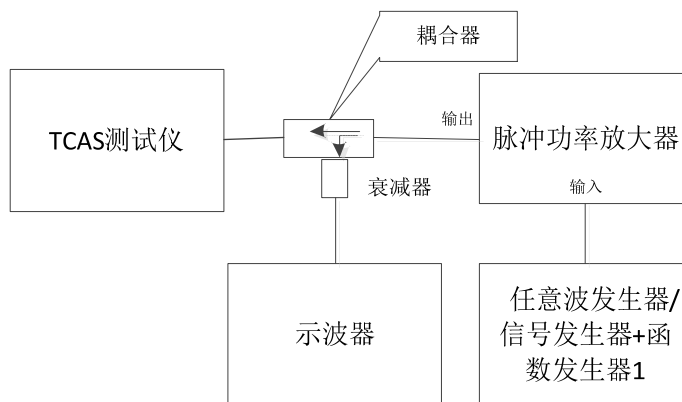 耦合器
TCAS测试仪
输出
脉冲功率放大器
输入
衰减器
示波器
任意波发生器/
信号发生器+函
数发生器1